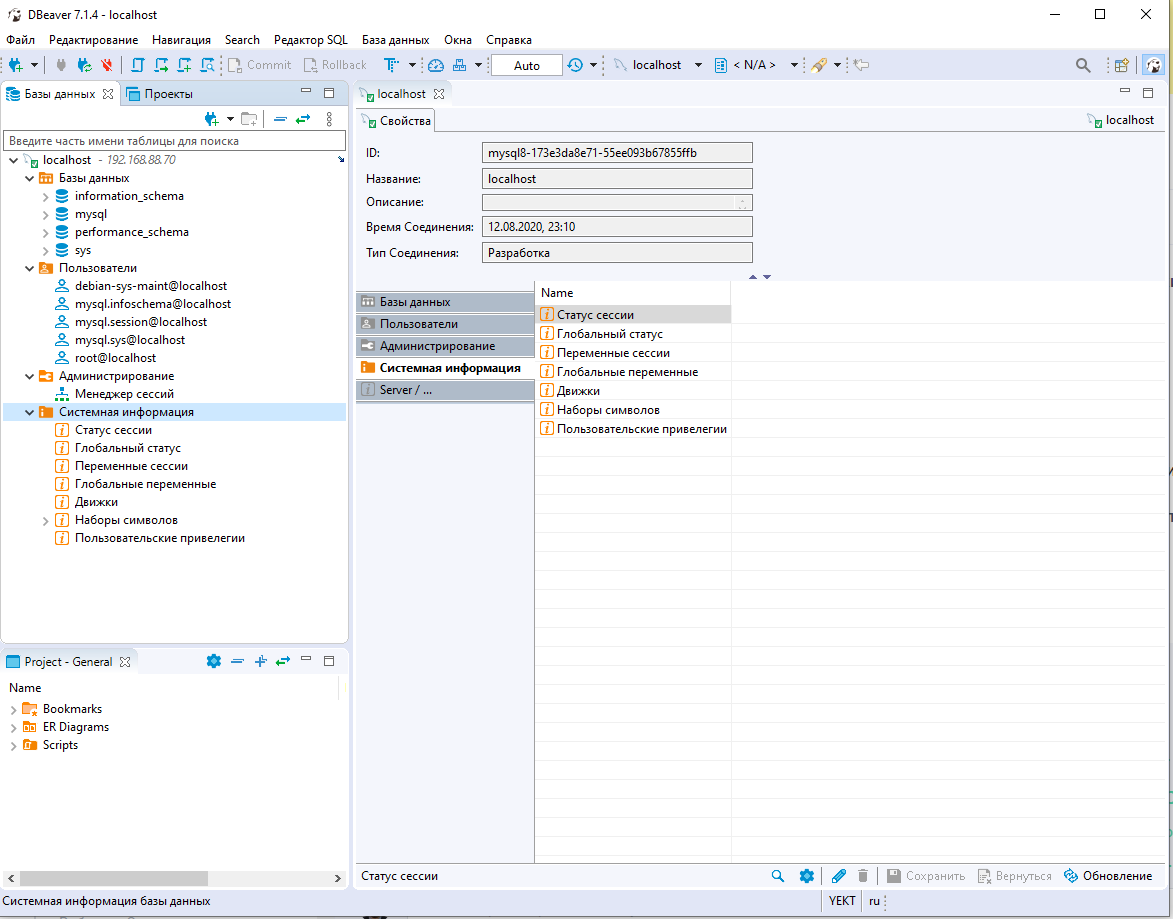 DBeaver 7.1.4 - localhost
Файл Редактирование Навигация Search Редактор SQL База данных Окна Справка
Commit Rollback Auto localhost < N/A >
Базы данных Проекты
Введите часть имени таблицы для поиска
localhost - 192.168.88.70
Базы данных
information_schema
mysql
performance_schema
sys
Пользователи
debian-sys-maint@localhost
mysql.infoschema@localhost
mysql.session@localhost
mysql.sys@localhost
root@localhost
Администрирование
Менеджер сессий
Системная информация
Статус сессии
Глобальный статус
Переменные сессии
Глобальные переменные
Движки
Наборы символов
Пользовательские привелегии
Project - General
Name
Bookmarks
ER Diagrams
Scripts
localhost
Свойства
localhost
ID: mysql8-173e3da8e71-55ee093b67855ffb
Название: localhost
Описание:
Время Соединения: 12.08.2020, 23:10
Тип Соединения: Разработка
Базы данных
Пользователи
Администрирование
Системная информация
Server / ...
Name
Статус сессии
Глобальный статус
Переменные сессии
Глобальные переменные
Движки
Наборы символов
Пользовательские привелегии
Статус сессии Сохранить Вернуться Обновление
Системная информация базы данных YEKT ru